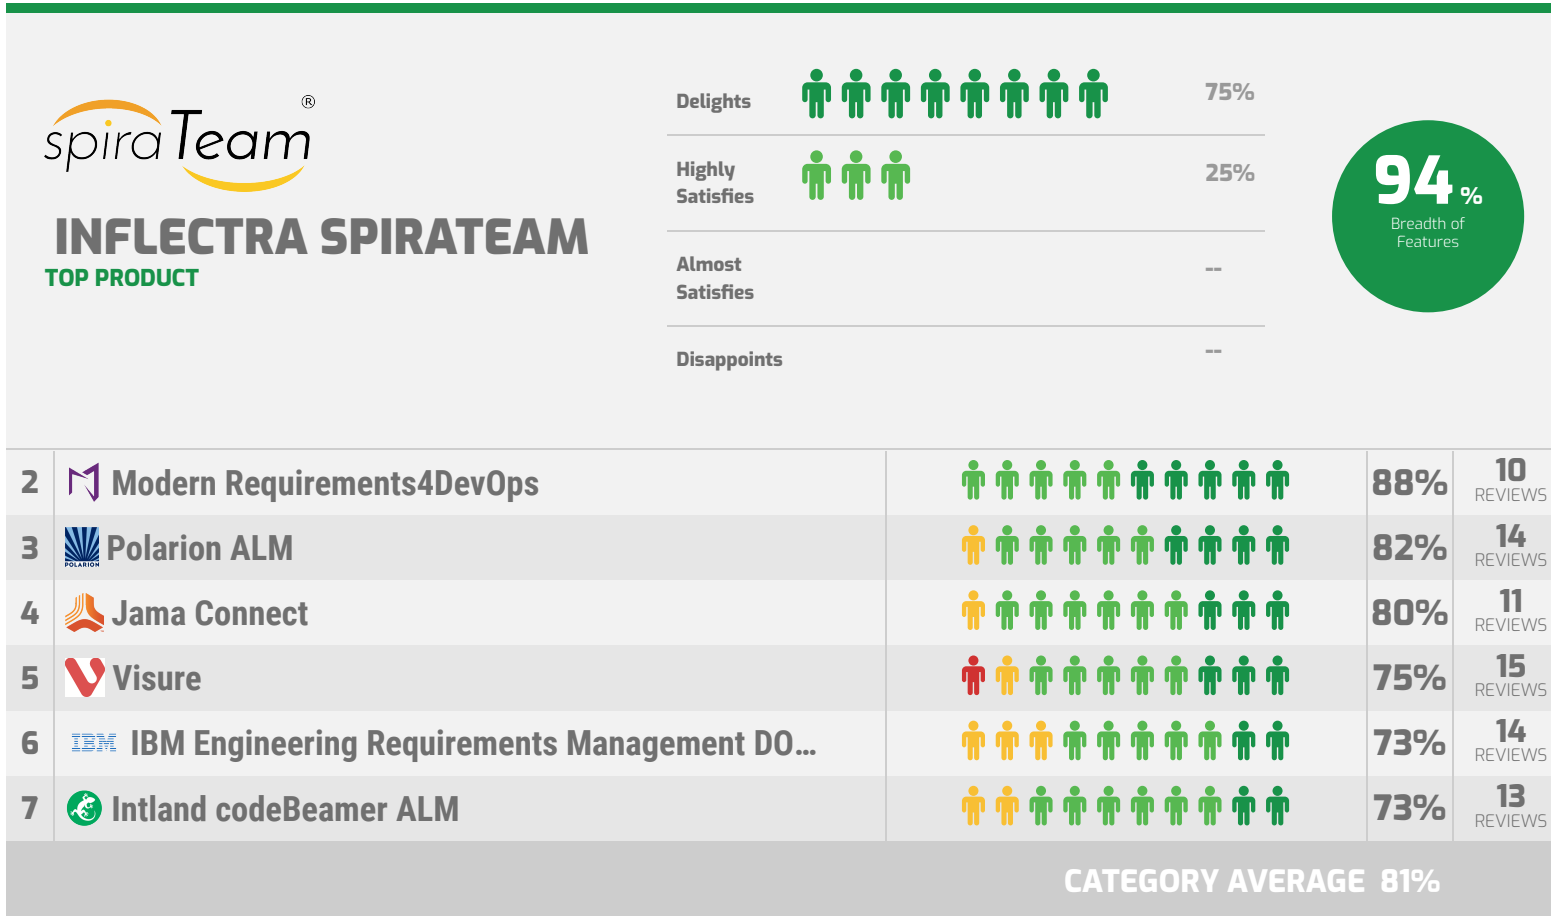 spiraTeam®
INFLECTRA SPIRATEAM
TOP PRODUCT
Delights 75%
Highly
Satisfies 25%
Almost
Satisfies --
Disappoints --
94%
Breadth of
Features
2 Modern Requirements4DevOps 88% 10 REVIEWS
3 POLARION Polarion ALM 82% 14 REVIEWS
4 Jama Connect 80% 11 REVIEWS
5 Visure 75% 15 REVIEWS
6 IBM IBM Engineering Requirements Management DO... 73% 14 REVIEWS
7 Intland codeBeamer ALM 73% 13 REVIEWS
CATEGORY AVERAGE 81%